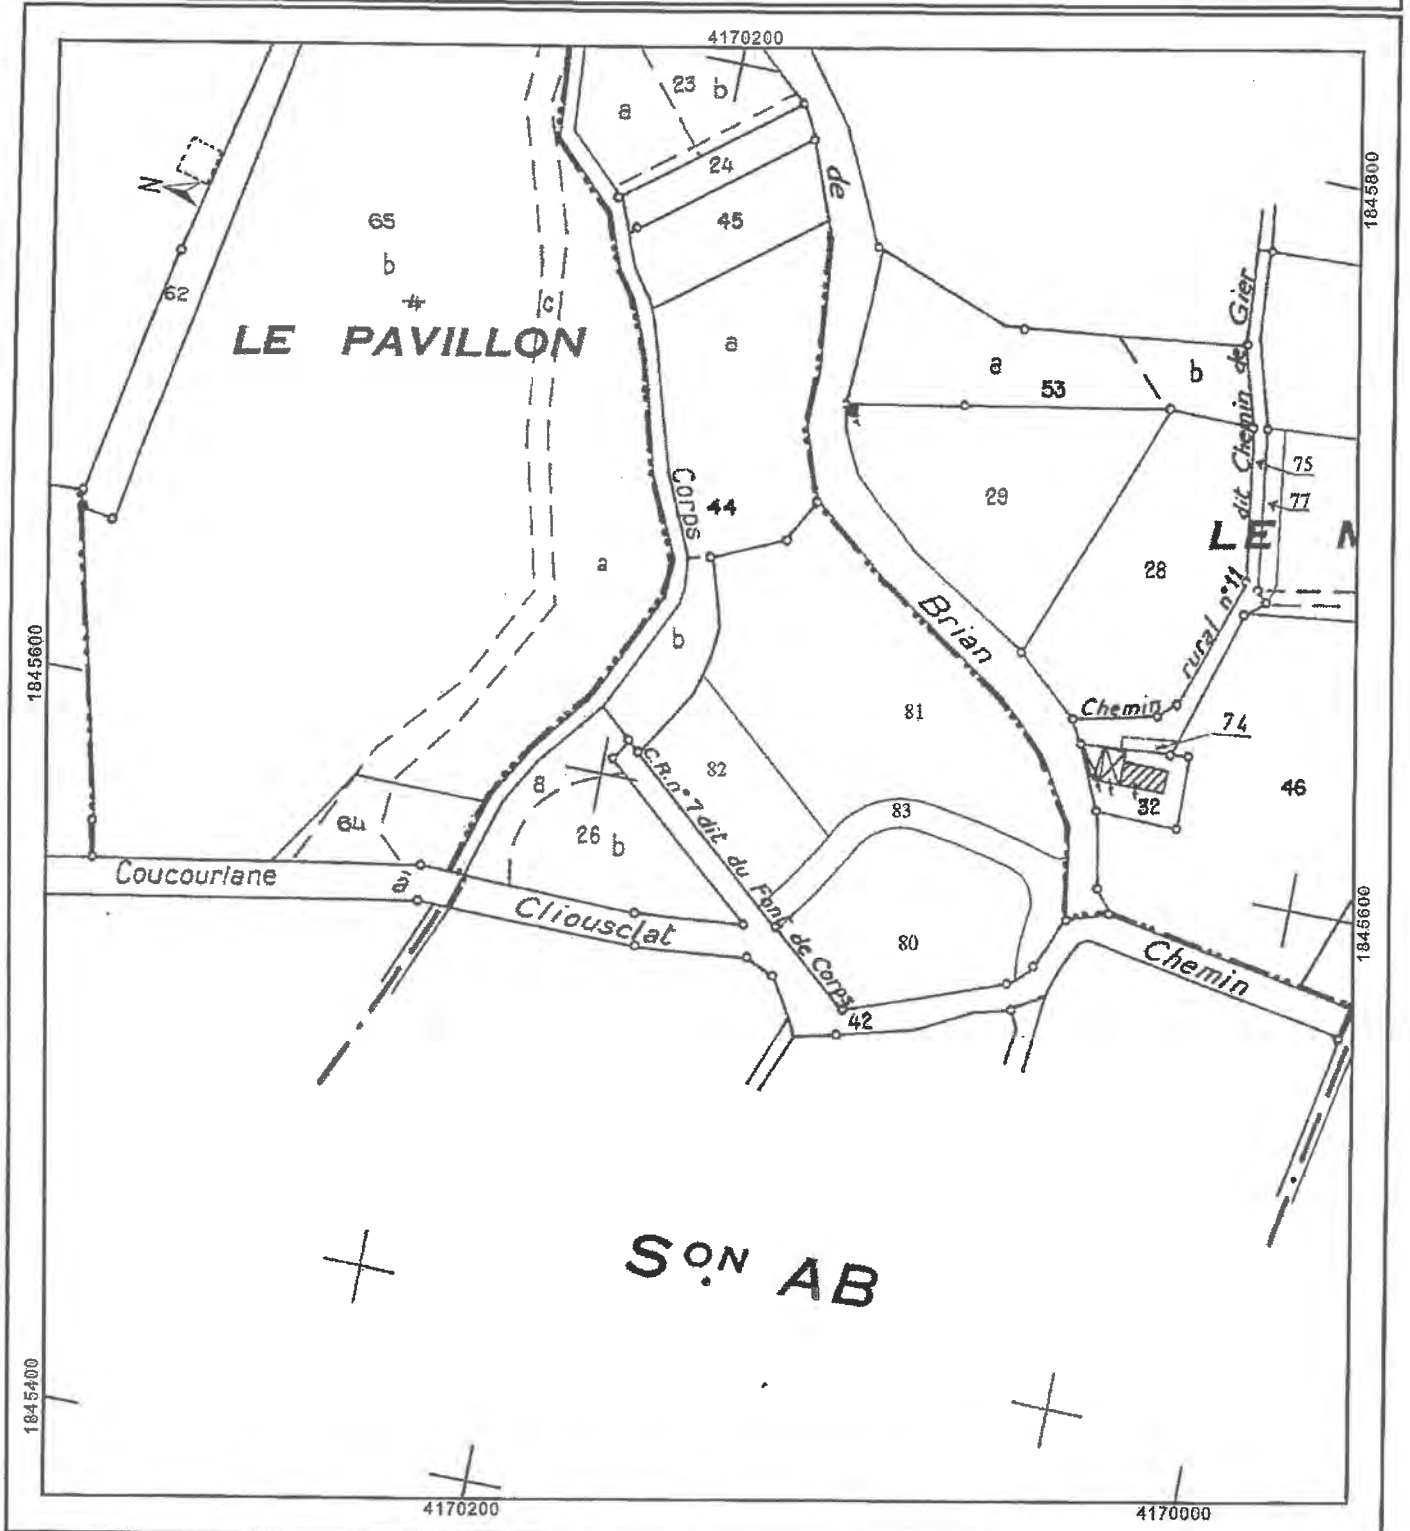 4170200
23
b
a
24
45
de
1845800
N
65
b
62
c
LE PAVILLON
a
dit Chemin de Gier
a
b
53
75
77
29
Corps
44
LE
28
a
rural n° 11
Brian
1845600
b
Chemin
81
74
C.R. n° 7 dit du Fond de Corps
82
a
46
32
83
64
26
b
Coucourlane
a
Cliousclat
1845600
80
Chemin
42
Son AB
1845400
4170200
4170000